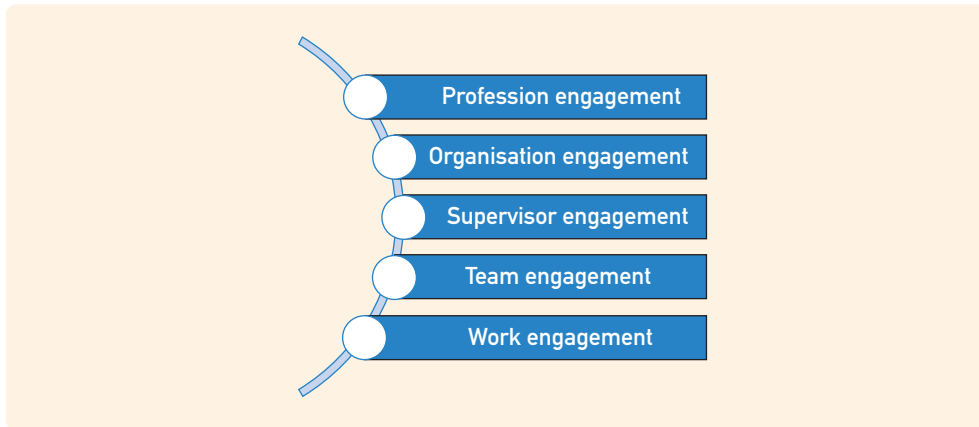 Profession engagement
Organisation engagement
Supervisor engagement
Team engagement
Work engagement